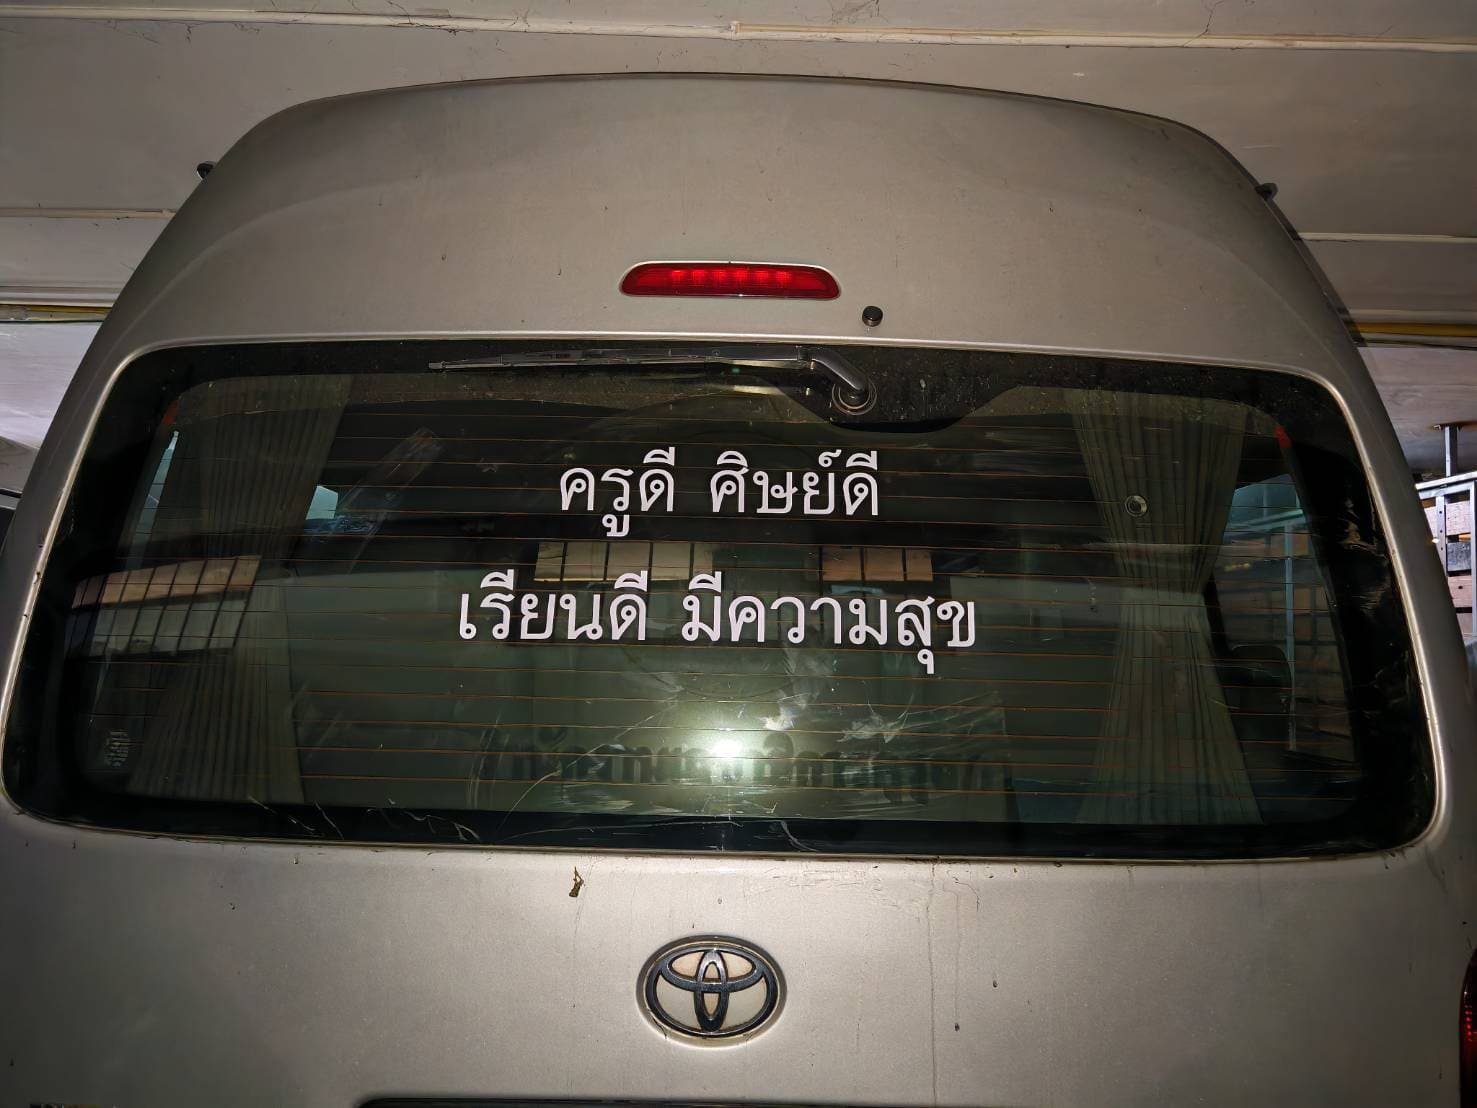 ครูดี ศิษย์ดี
เรียนดี มีความสุข